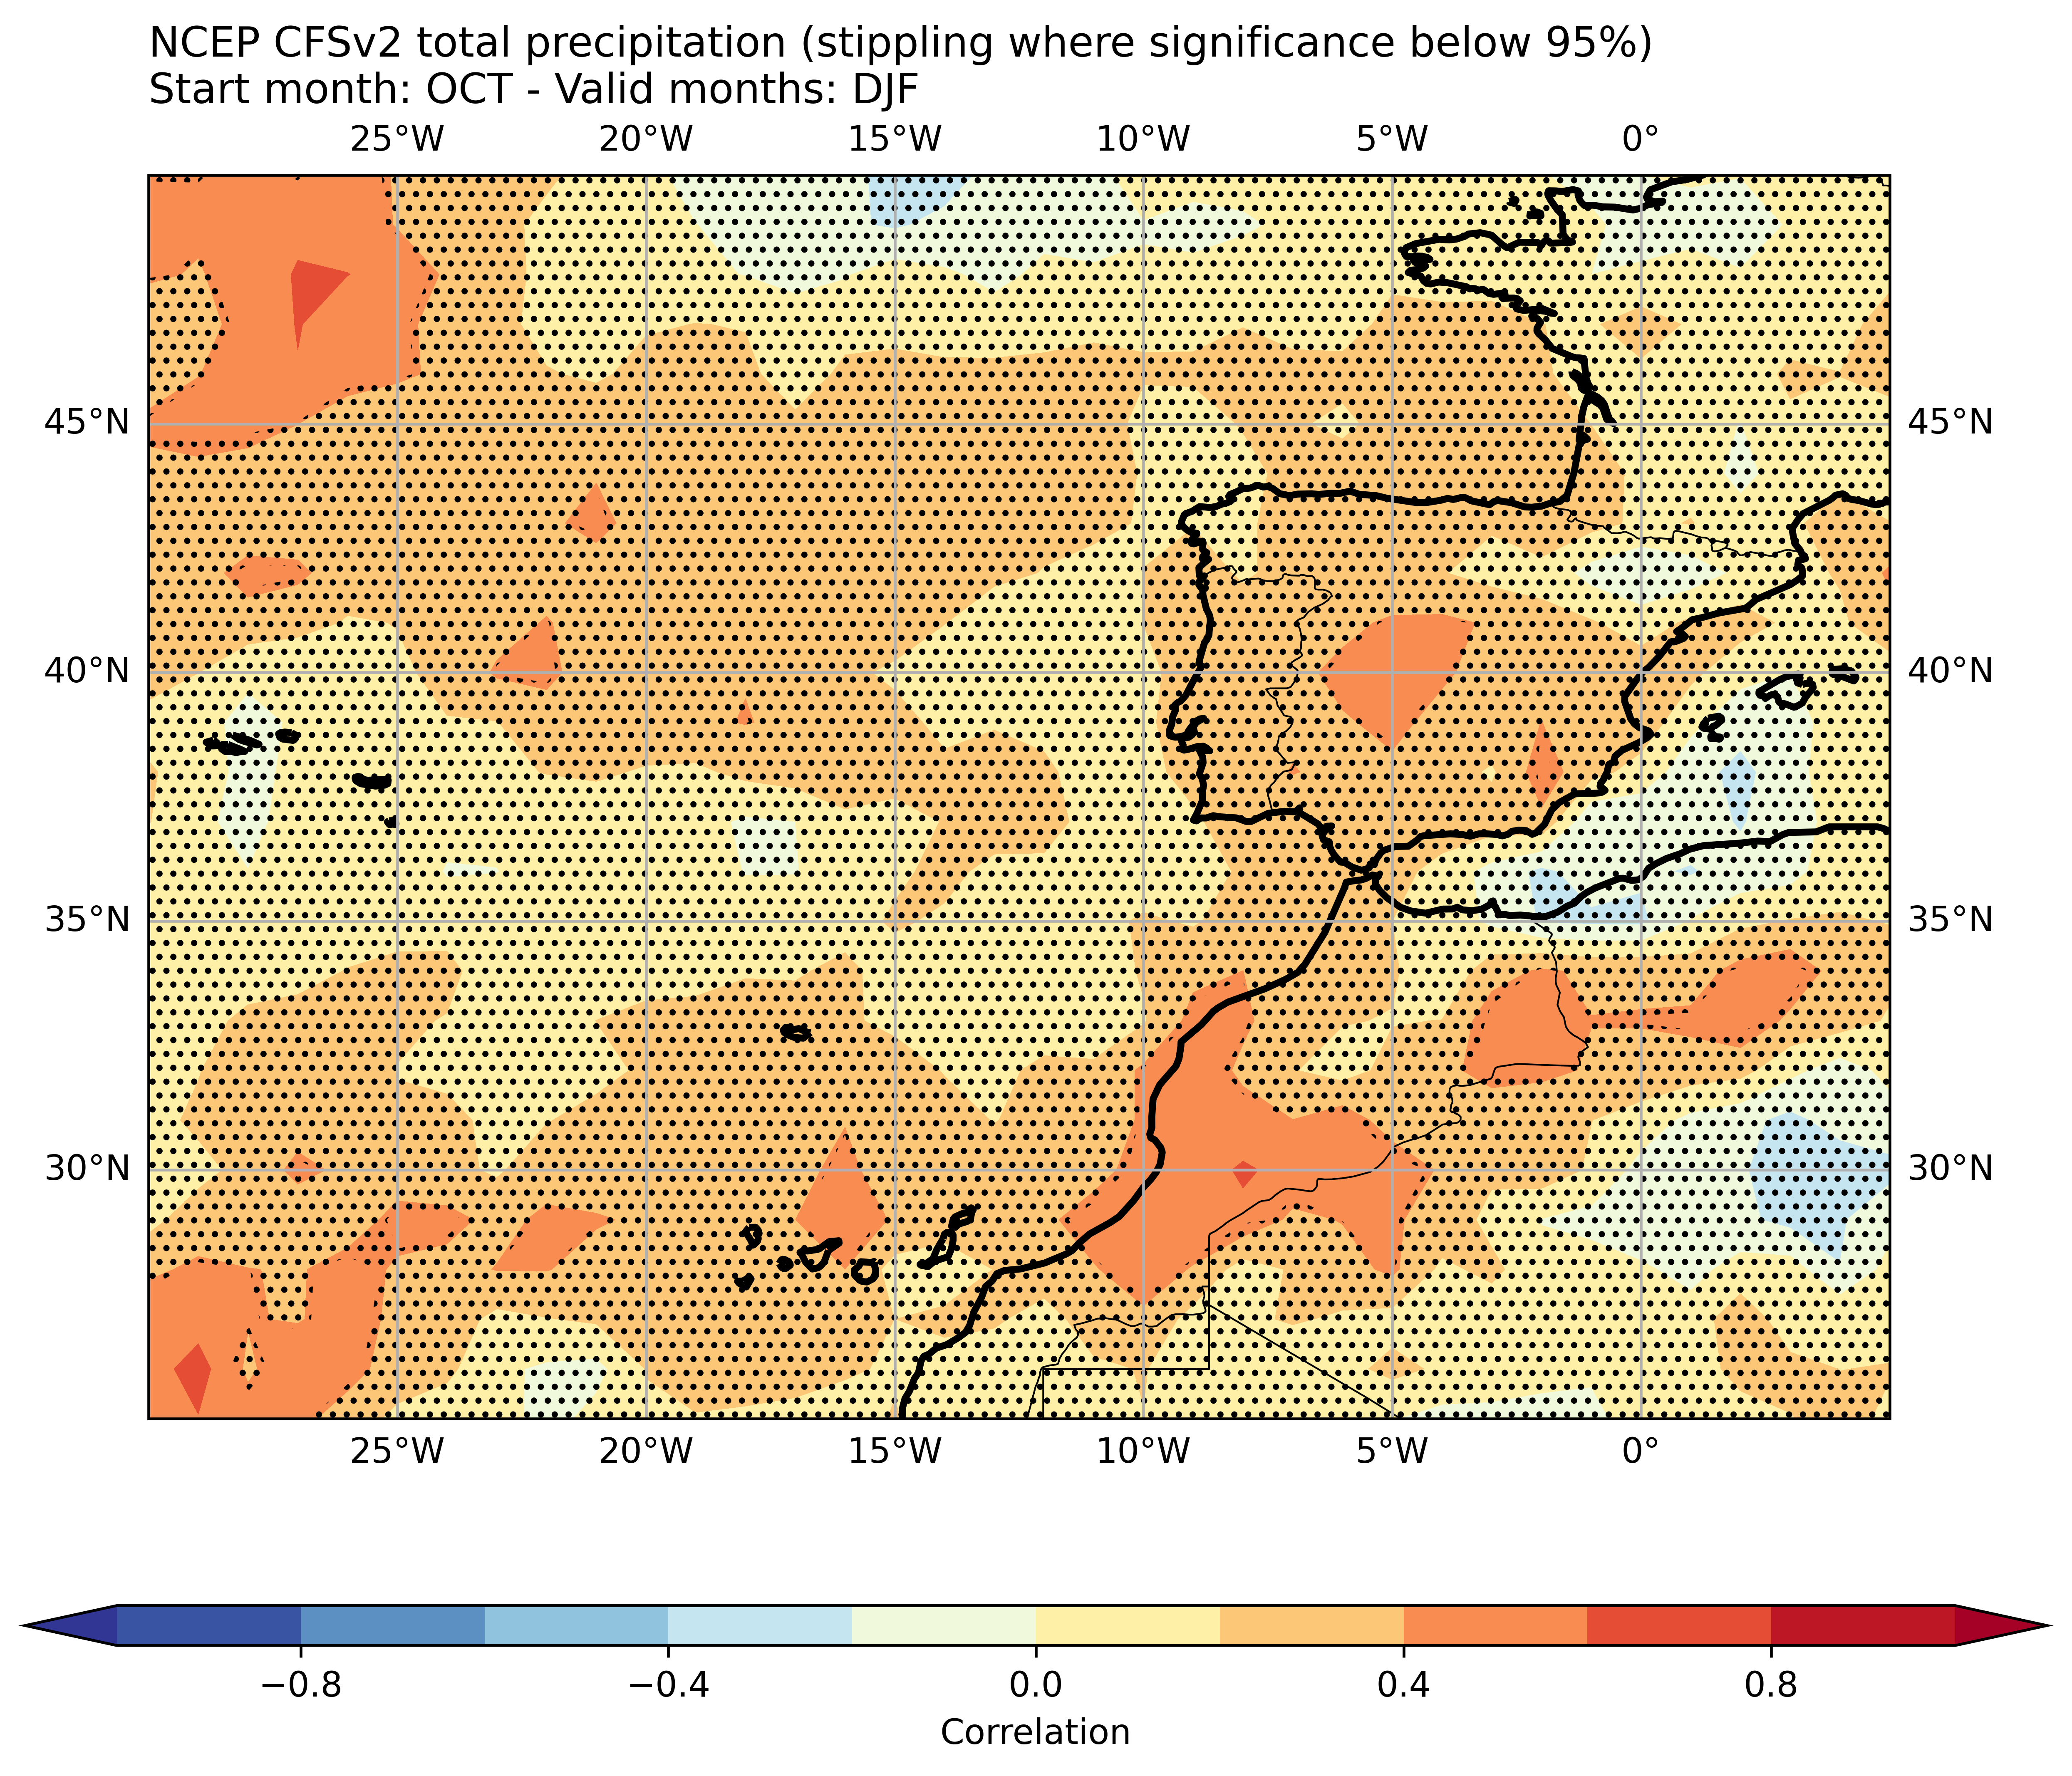 NCEP CFSv2 total precipitation (stippling where significance below 95%)
Start month: OCT - Valid months: DJF
25°W 20°W 15°W 10°W 5°W 0°
45°N 45°N
40°N 40°N
35°N 35°N
30°N 30°N
25°W 20°W 15°W 10°W 5°W 0°
−0.8 −0.4 0.0 0.4 0.8
Correlation